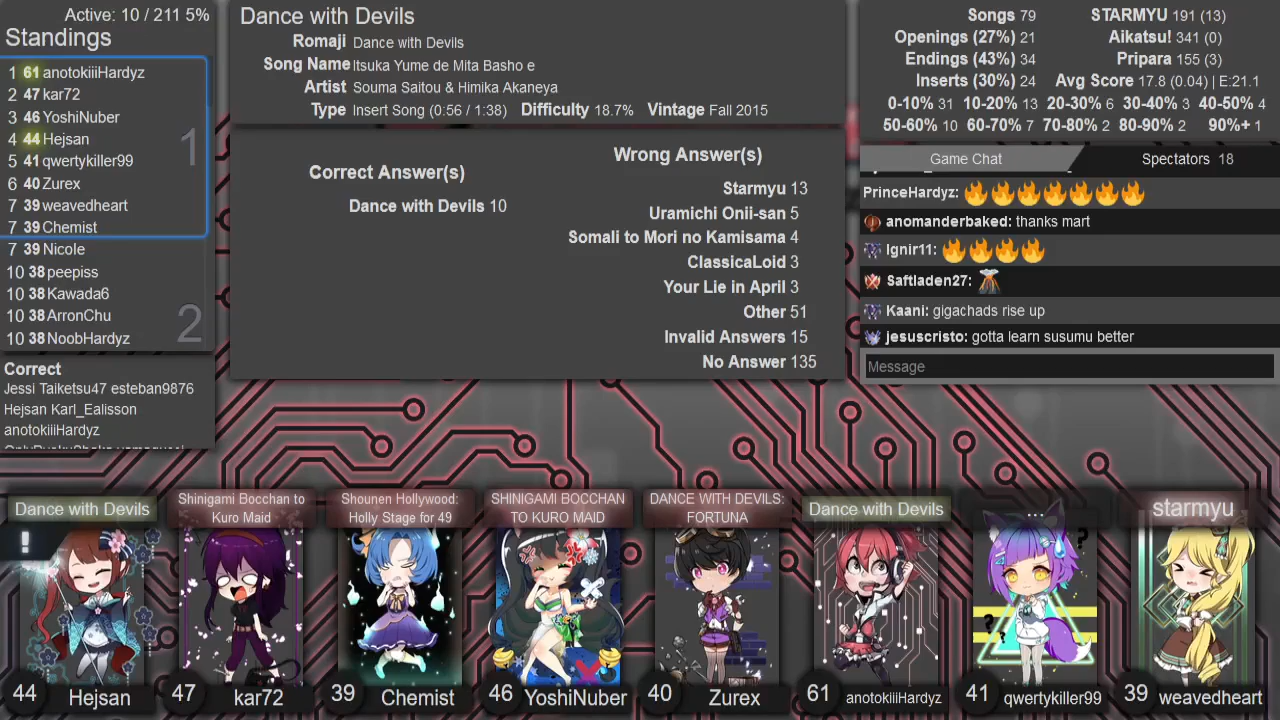 Active: 10 / 211 5%
Standings
1 61 anotokiiiHardyz
2 47 kar72
3 46 YoshiNuber
4 44 Hejsan
5 41 qwertykiller99
1
6 40 Zurex
7 39 weavedheart
7 39 Chemist
7 39 Nicole
10 38 peepiss
10 38 Kawada6
10 38 ArronChu
2
10 38 NoobHardyz
Correct
Jessi Taiketsu47 esteban9876
Hejsan Karl_Ealisson
anotokiiiHardyz
Dance with Devils
Romaji Dance with Devils
Song Name Itsuka Yume de Mita Basho e
Artist Souma Saitou & Himika Akaneya
Type Insert Song (0:56 / 1:38) Difficulty 18.7% Vintage Fall 2015
Correct Answer(s)
Dance with Devils 10
Wrong Answer(s)
Starmyu 13
Uramichi Onii-san 5
Somali to Mori no Kamisama 4
ClassicaLoid 3
Your Lie in April 3
Other 51
Invalid Answers 15
No Answer 135
Songs 79 STARMYU 191 (13)
Openings (27%) 21 Aikatsu! 341 (0)
Endings (43%) 34 Pripara 155 (3)
Inserts (30%) 24 Avg Score 17.8 (0.04) | E:21.1
0-10% 31 10-20% 13 20-30% 6 30-40% 3 40-50% 4
50-60% 10 60-70% 7 70-80% 2 80-90% 2 90%+ 1
Game Chat Spectators 18
PrinceHardyz: 🔥🔥🔥🔥🔥🔥🔥
anomanderbaked: thanks mart
Ignir11: 🔥🔥🔥🔥
Saftladen27: 🌋
Kaani: gigachads rise up
jesuscristo: gotta learn susumu better
Message
Dance with Devils
!
44 Hejsan
Shinigami Bocchan to
Kuro Maid
47 kar72
Shounen Hollywood:
Holly Stage for 49
39 Chemist
SHINIGAMI BOCCHAN
TO KURO MAID
46 YoshiNuber
DANCE WITH DEVILS:
FORTUNA
40 Zurex
Dance with Devils
61 anotokiiiHardyz
...
41 qwertykiller99
starmyu
39 weavedheart